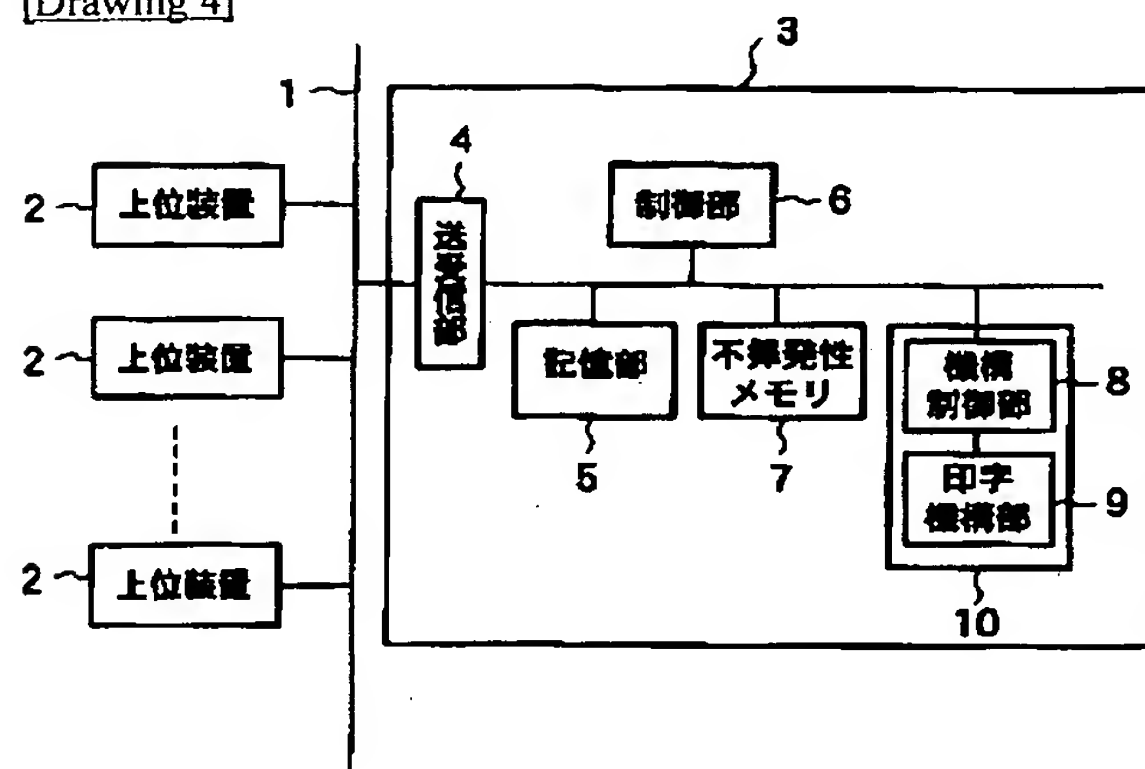 [Drawing 4]
3
1
4
2
上位装置
送受信部
制御部
6
2
上位装置
記憶部
不揮発性
メモリ
機構
制御部
8
5
7
印字
機構部
9
2
上位装置
10